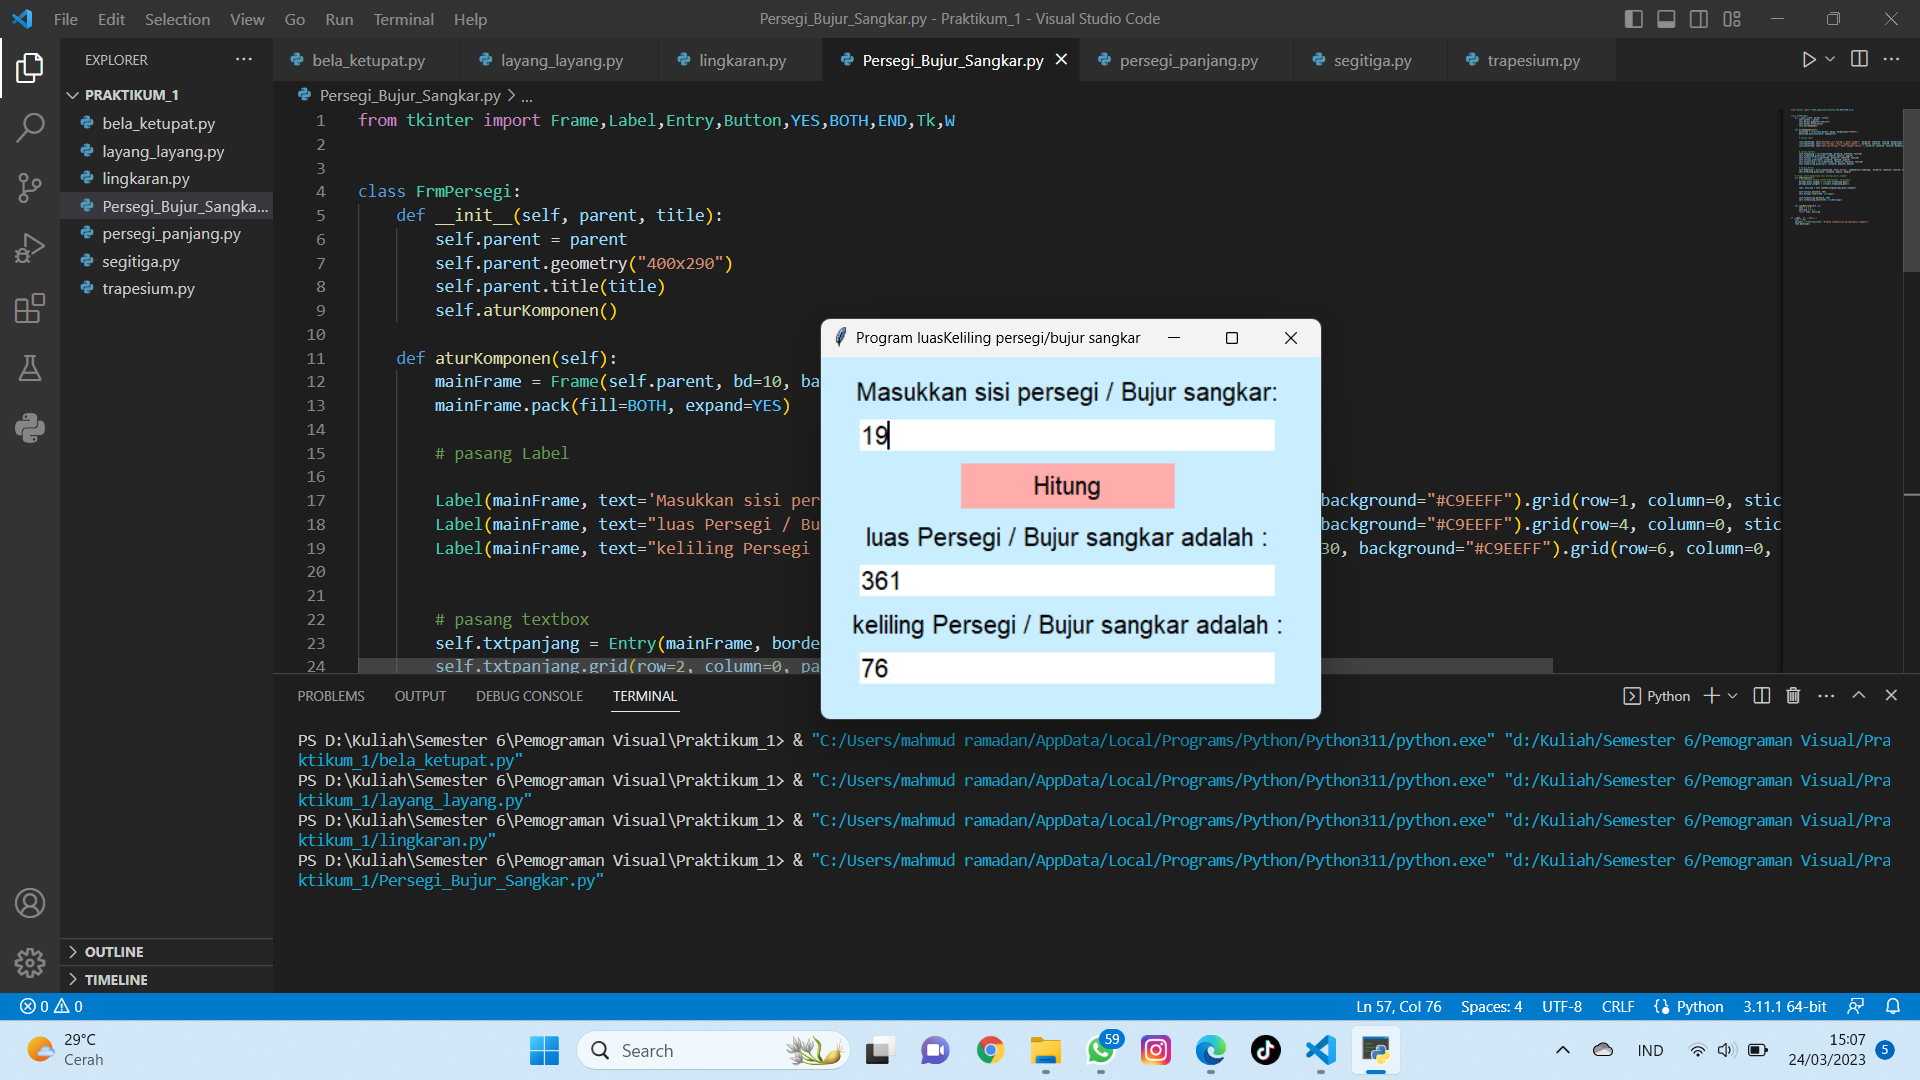 File Edit Selection View Go Run Terminal Help
Persegi_Bujur_Sangkar.py - Praktikum_1 - Visual Studio Code
EXPLORER
PRAKTIKUM_1
bela_ketupat.py
layang_layang.py
lingkaran.py
Persegi_Bujur_Sangka...
persegi_panjang.py
segitiga.py
trapesium.py
OUTLINE
TIMELINE
bela_ketupat.py layang_layang.py lingkaran.py Persegi_Bujur_Sangkar.py persegi_panjang.py segitiga.py trapesium.py
Persegi_Bujur_Sangkar.py > ...
1 from tkinter import Frame,Label,Entry,Button,YES,BOTH,END,Tk,W
2
3
4 class FrmPersegi:
5 def __init__(self, parent, title):
6 self.parent = parent
7 self.parent.geometry("400x290")
8 self.parent.title(title)
9 self.aturKomponen()
10
11 def aturKomponen(self):
12 mainFrame = Frame(self.parent, bd=10, ba
13 mainFrame.pack(fill=BOTH, expand=YES)
14
15 # pasang Label
16
17 Label(mainFrame, text='Masukkan sisi per background="#C9EEFF").grid(row=1, column=0, stic
18 Label(mainFrame, text="luas Persegi / Bu background="#C9EEFF").grid(row=4, column=0, stic
19 Label(mainFrame, text="keliling Persegi 30, background="#C9EEFF").grid(row=6, column=0,
20
21
22 # pasang textbox
23 self.txtpanjang = Entry(mainFrame, borde
24 self.txtpanjang.grid(row=2, column=0, pa
Program luasKeliling persegi/bujur sangkar
Masukkan sisi persegi / Bujur sangkar:
19
Hitung
luas Persegi / Bujur sangkar adalah :
361
keliling Persegi / Bujur sangkar adalah :
76
PROBLEMS OUTPUT DEBUG CONSOLE TERMINAL
Python
PS D:\Kuliah\Semester 6\Pemograman Visual\Praktikum_1> & "C:/Users/mahmud ramadan/AppData/Local/Programs/Python/Python311/python.exe" "d:/Kuliah/Semester 6/Pemograman Visual/Pra
ktikum_1/bela_ketupat.py"
PS D:\Kuliah\Semester 6\Pemograman Visual\Praktikum_1> & "C:/Users/mahmud ramadan/AppData/Local/Programs/Python/Python311/python.exe" "d:/Kuliah/Semester 6/Pemograman Visual/Pra
ktikum_1/layang_layang.py"
PS D:\Kuliah\Semester 6\Pemograman Visual\Praktikum_1> & "C:/Users/mahmud ramadan/AppData/Local/Programs/Python/Python311/python.exe" "d:/Kuliah/Semester 6/Pemograman Visual/Pra
ktikum_1/lingkaran.py"
PS D:\Kuliah\Semester 6\Pemograman Visual\Praktikum_1> & "C:/Users/mahmud ramadan/AppData/Local/Programs/Python/Python311/python.exe" "d:/Kuliah/Semester 6/Pemograman Visual/Pra
ktikum_1/Persegi_Bujur_Sangkar.py"
0 0 Ln 57, Col 76 Spaces: 4 UTF-8 CRLF Python 3.11.1 64-bit
29°C
Cerah
Search
59
IND
15:07
24/03/2023
5